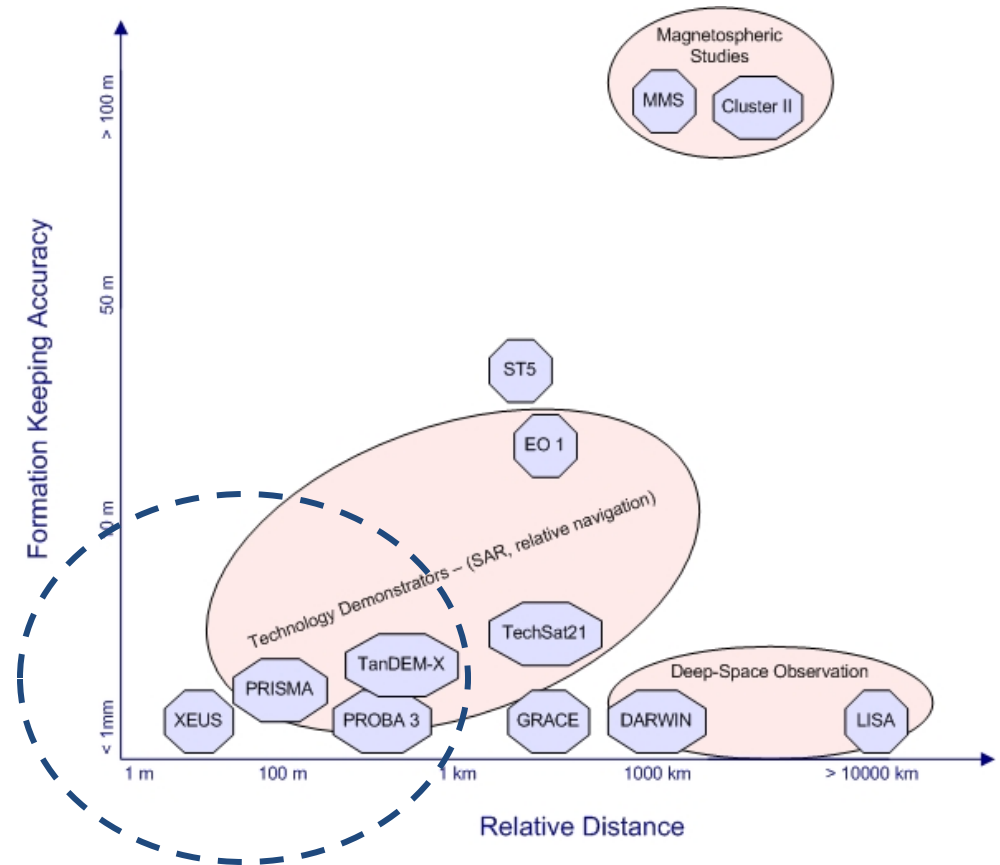 Magnetospheric
Studies
MMS
Cluster II
> 100 m
50 m
m
< 1mm
Formation Keeping Accuracy
ST5
EO 1
Technology Demonstrators – (SAR, relative navigation)
TechSat21
TanDEM-X
PRISMA
Deep-Space Observation
XEUS
PROBA 3
GRACE
DARWIN
LISA
1 m
100 m
1 km
1000 km
> 10000 km
Relative Distance